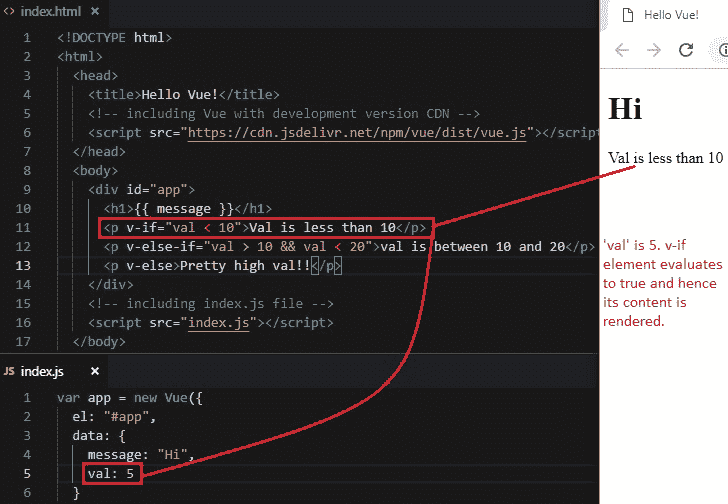 index.html ×
1 <!DOCTYPE html>
2 <html>
3 <head>
4 <title>Hello Vue!</title>
5 <!-- including Vue with development version CDN -->
6 <script src="https://cdn.jsdelivr.net/npm/vue/dist/vue.js"></script>
7 </head>
8 <body>
9 <div id="app">
10 <h1>{{ message }}</h1>
11 <p v-if="val < 10">Val is less than 10</p>
12 <p v-else-if="val > 10 && val < 20">val is between 10 and 20</p>
13 <p v-else>Pretty high val!!</p>
14 </div>
15 <!-- including index.js file -->
16 <script src="index.js"></script>
17 </body>
JS index.js ×
1 var app = new Vue({
2 el: "#app",
3 data: {
4 message: "Hi",
5 val: 5
6 }
Hello Vue!
Hi
Val is less than 10
'val' is 5. v-if
element evaluates
to true and hence
its content is
rendered.